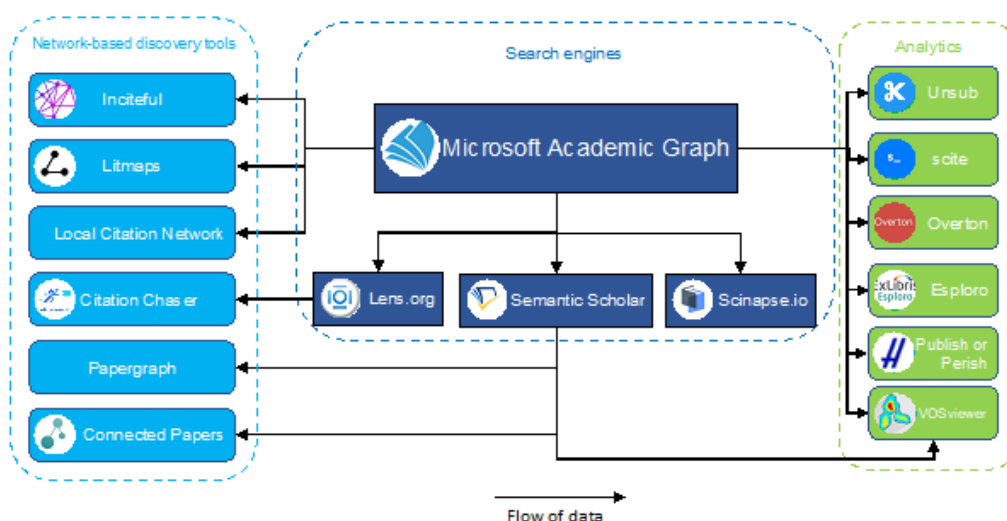 Network-based discovery tools
Inciteful
Litmaps
Local Citation Network
Citation Chaser
Papergraph
Connected Papers
Search engines
Microsoft Academic Graph
Lens.org
Semantic Scholar
Scinapse.io
Analytics
Unsub
s_
scite
Overton
Overton
ExLibris
Esploro
Esploro
Publish or
Perish
VOSviewer
Flow of data